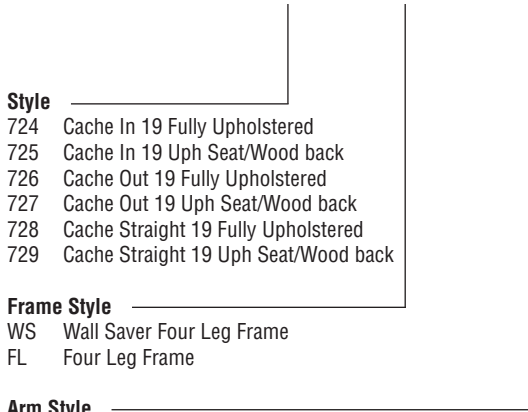 Style
724 Cache In 19 Fully Upholstered
725 Cache In 19 Uph Seat/Wood back
726 Cache Out 19 Fully Upholstered
727 Cache Out 19 Uph Seat/Wood back
728 Cache Straight 19 Fully Upholstered
729 Cache Straight 19 Uph Seat/Wood back
Frame Style
WS Wall Saver Four Leg Frame
FL Four Leg Frame
Arm Style